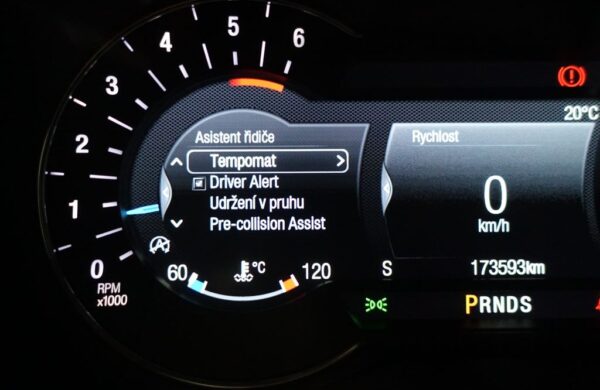 0
1
2
3
4
5
6
RPM
x1000
Asistent řidiče
Tempomat
Driver Alert
Udržení v pruhu
Pre-collision Assist
60
°C
120
20°C
Rychlost
0
km/h
S
173593km
PRNDS